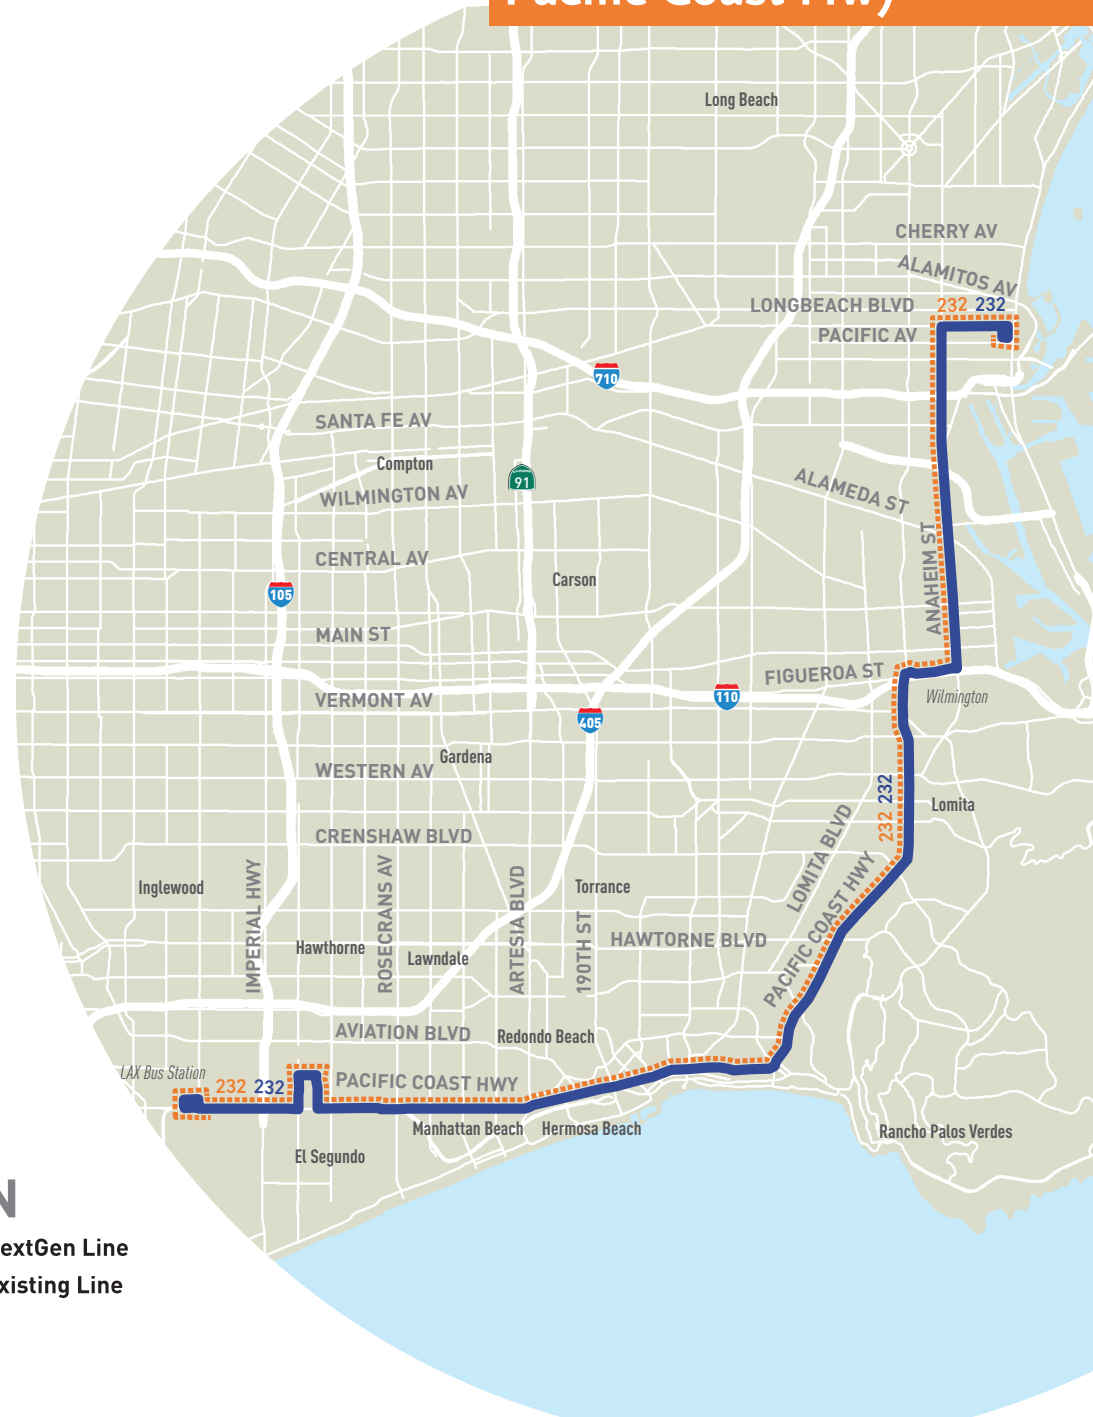 Pacific Coast Hwy
Long Beach
CHERRY AV
ALAMITOS AV
LONGBEACH BLVD
232 232
PACIFIC AV
710
SANTA FE AV
Compton
91
WILMINGTON AV
ALAMEDA ST
ANAHEIM ST
CENTRAL AV
Carson
105
MAIN ST
FIGUEROA ST
110
Wilmington
VERMONT AV
405
Gardena
WESTERN AV
232 232
Lomita
CRENSHAW BLVD
LOMITA BLVD
PACIFIC COAST HWY
Inglewood
IMPERIAL HWY
ROSECRANS AV
ARTESIA BLVD
Torrance
190TH ST
HAWTORNE BLVD
Hawthorne
Lawndale
AVIATION BLVD
Redondo Beach
LAX Bus Station
232 232
PACIFIC COAST HWY
Manhattan Beach
Hermosa Beach
Rancho Palos Verdes
El Segundo
N
extGen Line
xisting Line